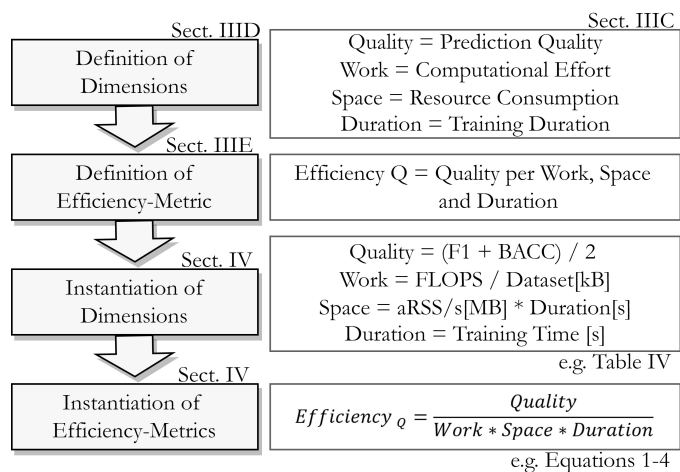 Sect. IIID
Definition of
Dimensions
Sect. IIIC
Quality = Prediction Quality
Work = Computational Effort
Space = Resource Consumption
Duration = Training Duration
Sect. IIIE
Definition of
Efficiency-Metric
Efficiency Q = Quality per Work, Space
and Duration
Sect. IV
Instantiation of
Dimensions
Quality = (F1 + BACC) / 2
Work = FLOPS / Dataset[kB]
Space = aRSS/s[MB] * Duration[s]
Duration = Training Time [s]
e.g. Table IV
Sect. IV
Instantiation of
Efficiency-Metrics
Efficiency Q = Quality / Work * Space * Duration
e.g. Equations 1-4